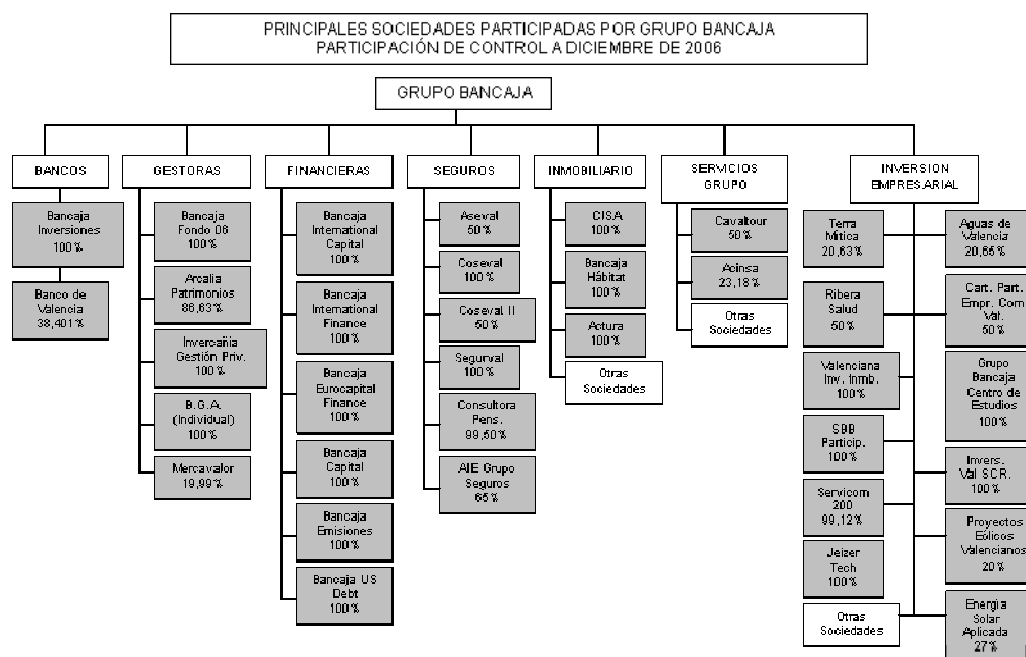 PRINCIPALES SOCIEDADES PARTICIPADAS POR GRUPO BANCAJA
PARTICIPACIÓN DE CONTROL A DICIEMBRE DE 2006
GRUPO BANCAJA
BANCOS
Bancaja
Inversiones
100%
Banco de
Valencia
38,401%
GESTORAS
Bancaja
Fondo 06
100%
Arcalia
Patrimonios
86,63%
Invercañia
Gestión Priv.
100%
B.G.A.
(Individual)
100%
Mercavalor
19,99%
FINANCIERAS
Bancaja
International
Capital
100%
Bancaja
International
Finance
100%
Bancaja
Eurocapital
Finance
100%
Bancaja
Capital
100%
Bancaja
Emisiones
100%
Bancaja US
Debt
100%
SEGUROS
Aseval
50%
Coseval
100%
Coseval II
50%
Segurval
100%
Consultora
Pens.
99,50%
AIE Grupo
Seguros
65%
INMOBILIARIO
CISA
100%
Bancaja
Hábitat
100%
Actura
100%
Otras
Sociedades
SERVICIOS
GRUPO
Cavaltour
50%
Acinsa
23,18%
Otras
Sociedades
INVERSION
EMPRESARIAL
Terra
Mítica
20,63%
Ribera
Salud
50%
Valenciana
Inv. Inmb.
100%
SBB
Particip.
100%
Servicom
200
99,12%
Jeizer
Tech
100%
Otras
Sociedades
Aguas de
Valencia
20,65%
Cart. Part.
Empr. Com
Val.
50%
Grupo
Bancaja
Centro de
Estudios
100%
Invers.
Val SCR.
100%
Proyectos
Eólicos
Valencianos
20%
Energía
Solar
Aplicada
27%